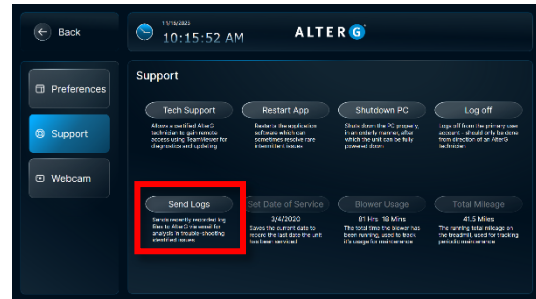 Back
11/15/2023
10:15:52 AM
ALTER G
Preferences
Support
Webcam
Support
Tech Support
Allows a certified AlterG
technician to gain remote
access using TeamViewer for
diagnostics and updating
Restart App
Restarts the application
software which can
sometimes resolve rare
intermittent issues
Shutdown PC
Shuts down the PC properly,
in an orderly manner, after
which the unit can be fully
powered down
Log off
Logs off from the primary user
account - should only be done
from direction of an AlterG
technician
Send Logs
Sends recently recorded log
files to AlterG via email for
analysis in trouble-shooting
identified issues
Set Date of Service
3/4/2020
Saves the current date to
record the last date the unit
has been serviced
Blower Usage
81 Hrs 18 Mins
The total time the blower has
been running, used to track
it's usage for maintenance
Total Mileage
41.5 Miles
The running total mileage on
the treadmill, used for tracking
periodic maintenance